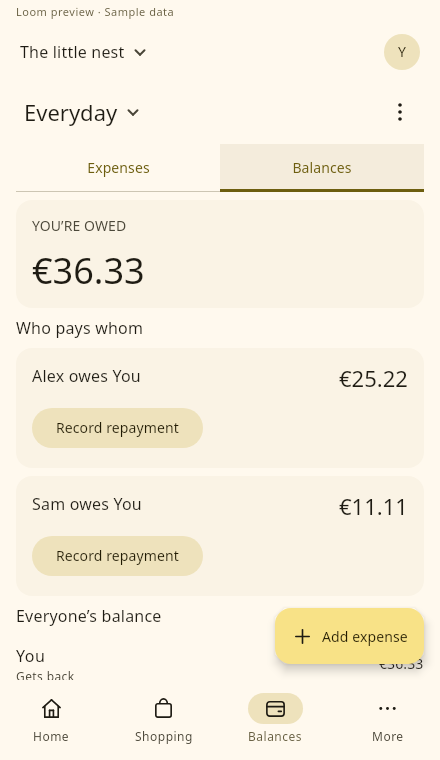 Loom preview · Sample data
The little nest
Y
Everyday
Expenses
Balances
YOU’RE OWED
€36.33
Who pays whom
Alex owes You
€25.22
Record repayment
Sam owes You
€11.11
Record repayment
Everyone’s balance
Add expense
You
€36.33
Gets back
Home
Shopping
Balances
More